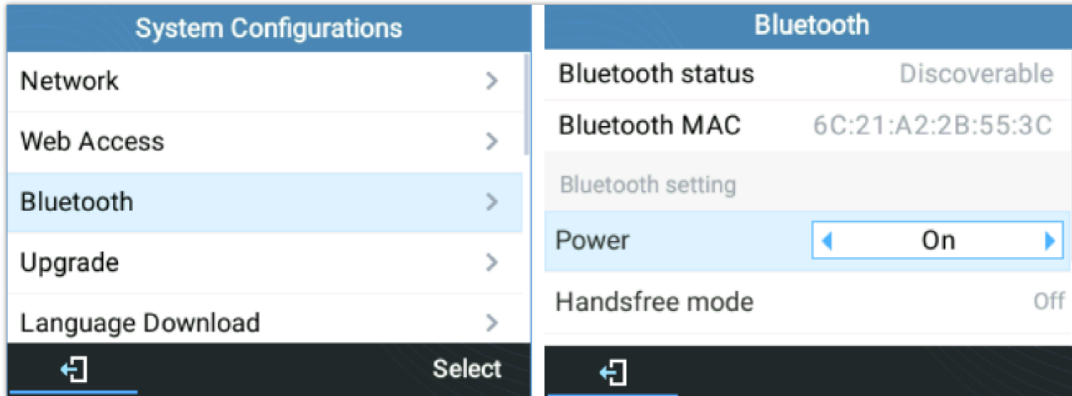 System Configurations
Network
Web Access
Bluetooth
Upgrade
Language Download
Select
Bluetooth
Bluetooth status Discoverable
Bluetooth MAC 6C:21:A2:2B:55:3C
Bluetooth setting
Power On
Handsfree mode Off